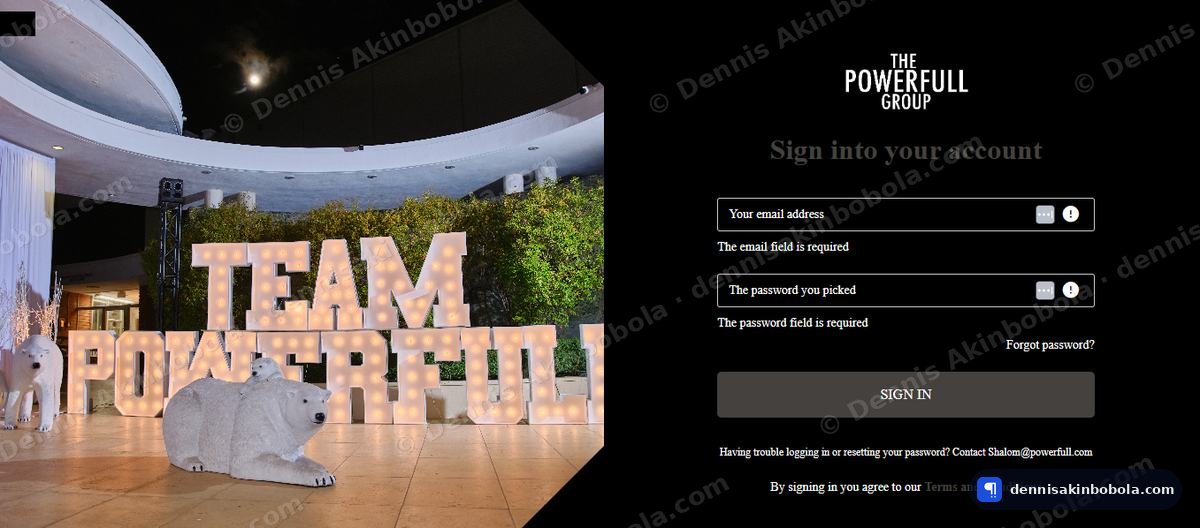 TEAM
POWERFULL
THE
POWERFULL
GROUP
Sign into your account
Your email address
The email field is required
The password you picked
The password field is required
Forgot password?
SIGN IN
Having trouble logging in or resetting your password? Contact Shalom@powerfull.com
By signing in you agree to our Terms
dennisakinbobola.com
© Dennis Akinbobola · dennisakinbobola.com